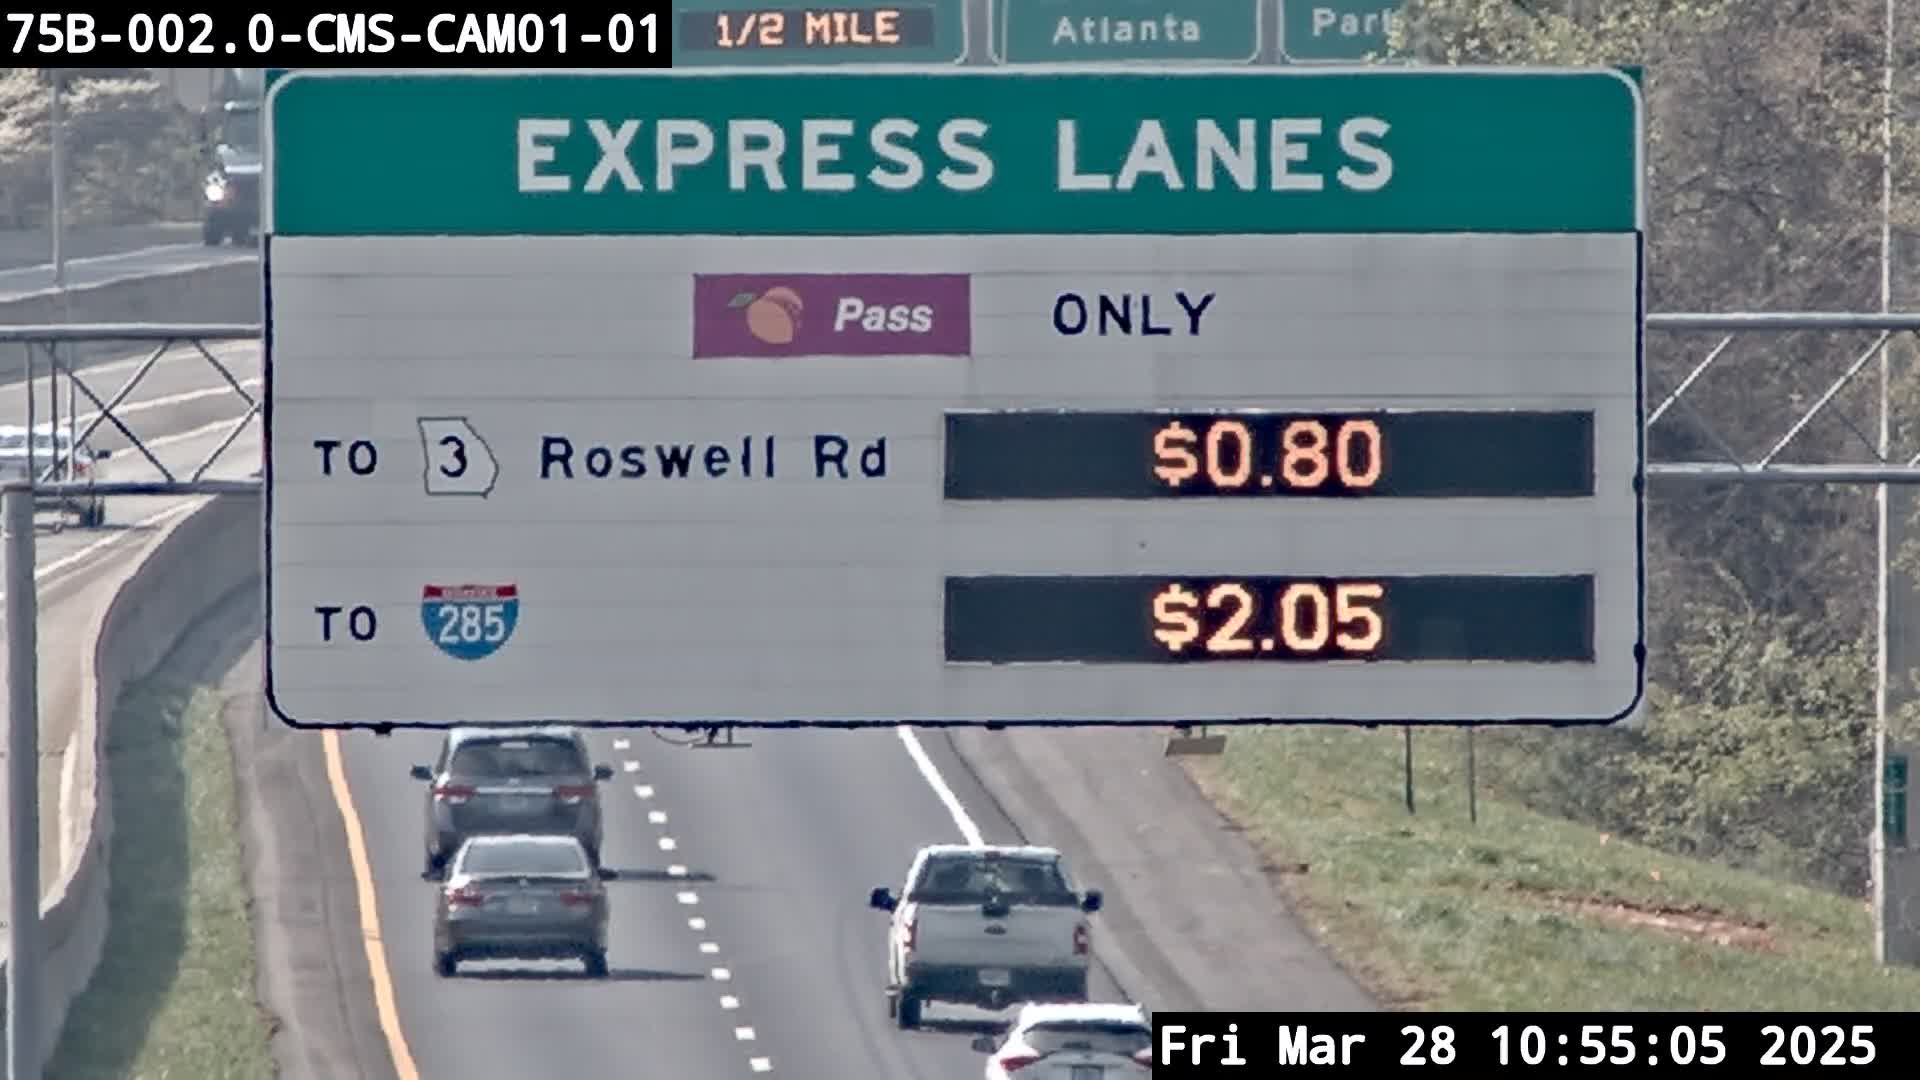 75B-002.0-CMS-CAM01-01
1/2 MILE
Atlanta
EXPRESS LANES
Pass ONLY
TO 3 Roswell Rd $0.80
TO 285 $2.05
Fri Mar 28 10:55:05 2025